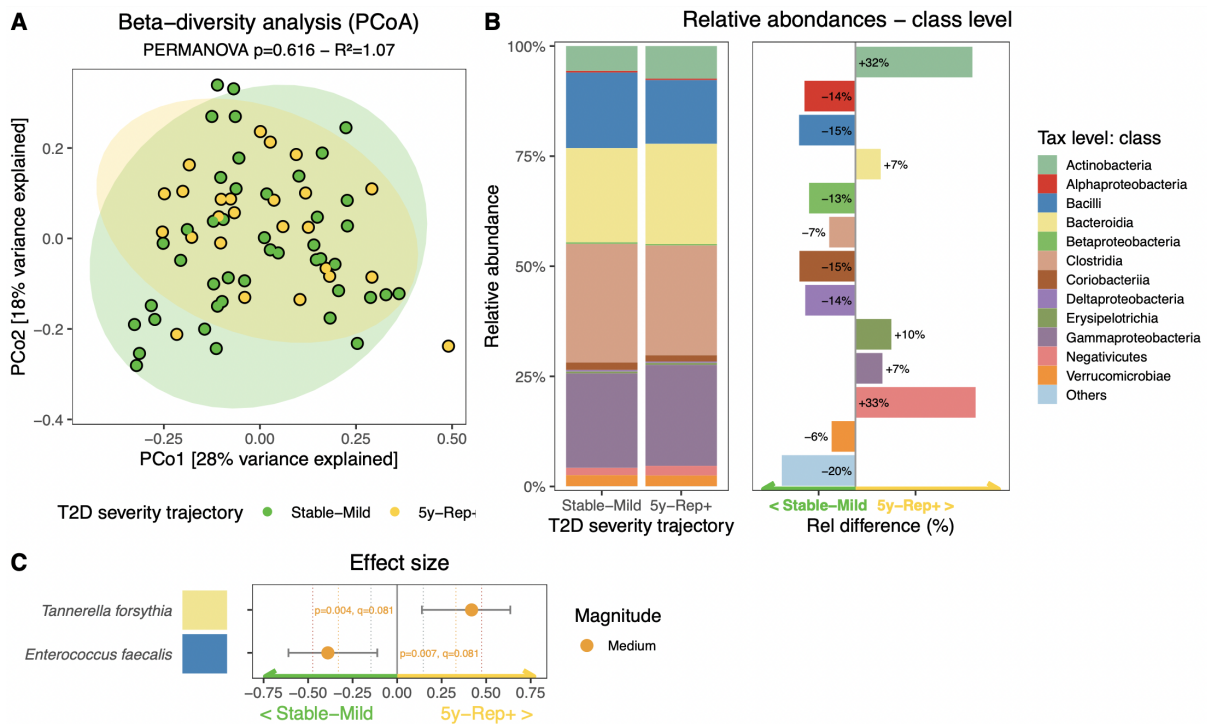 A
Beta−diversity analysis (PCoA)
PERMANOVA p=0.616 − R²=1.07
PCo2 [18% variance explained]
0.2
0.0
−0.2
−0.4
−0.25
0.00
0.25
0.50
PCo1 [28% variance explained]
T2D severity trajectory
Stable−Mild
5y−Rep+
B
Relative abondances − class level
Relative abundance
100%
75%
50%
25%
0%
Stable−Mild
5y−Rep+
T2D severity trajectory
+32%
−14%
−15%
+7%
−13%
−7%
−15%
−14%
+10%
+7%
+33%
−6%
−20%
< Stable−Mild
5y−Rep+ >
Rel difference (%)
Tax level: class
Actinobacteria
Alphaproteobacteria
Bacilli
Bacteroidia
Betaproteobacteria
Clostridia
Coriobacteriia
Deltaproteobacteria
Erysipelotrichia
Gammaproteobacteria
Negativicutes
Verrucomicrobiae
Others
C
Effect size
Tannerella forsythia
Enterococcus faecalis
p=0.004, q=0.081
p=0.007, q=0.081
−0.75
−0.50
−0.25
0.00
0.25
0.50
0.75
< Stable−Mild
5y−Rep+ >
Magnitude
Medium